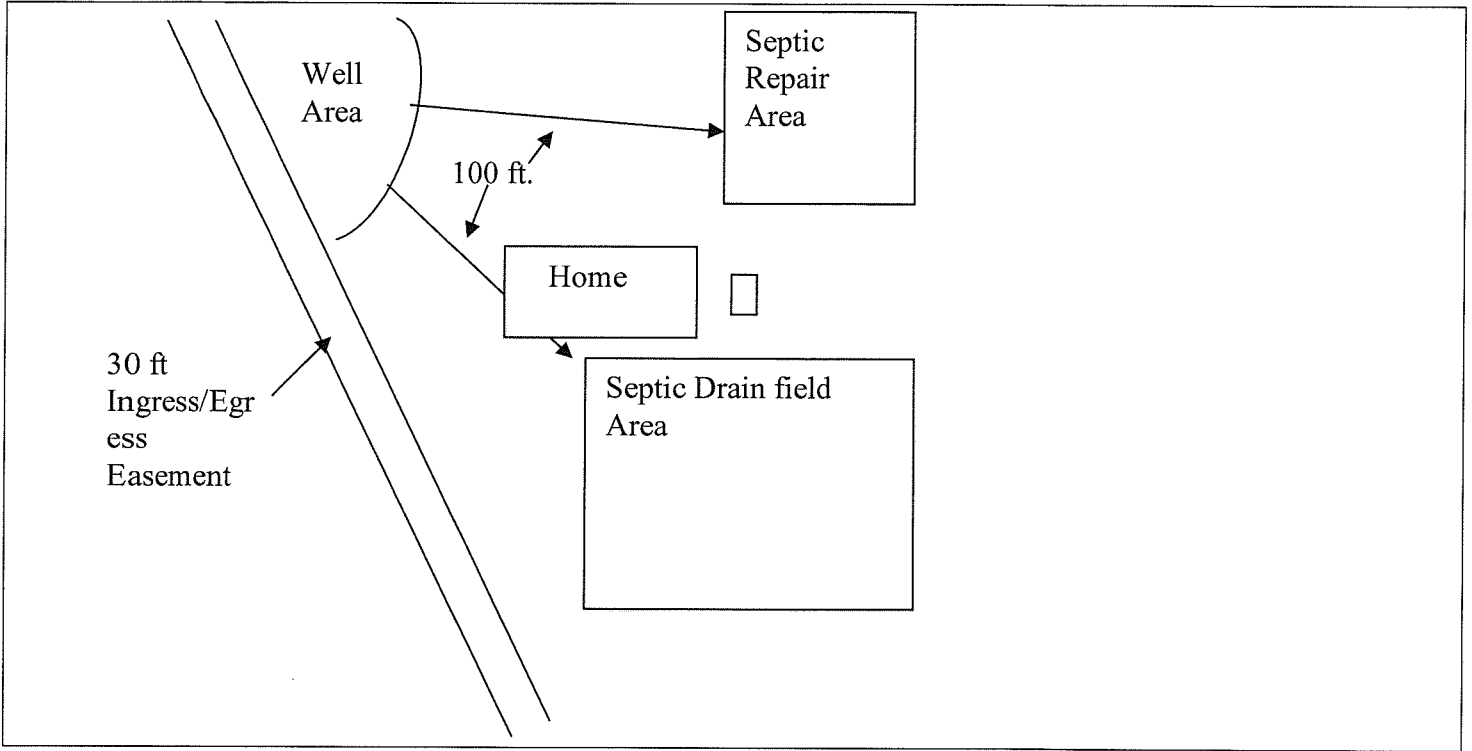 Well
Area
Septic
Repair
Area
100 ft.
Home
30 ft
Ingress/Egr
ess
Easement
Septic Drain field
Area